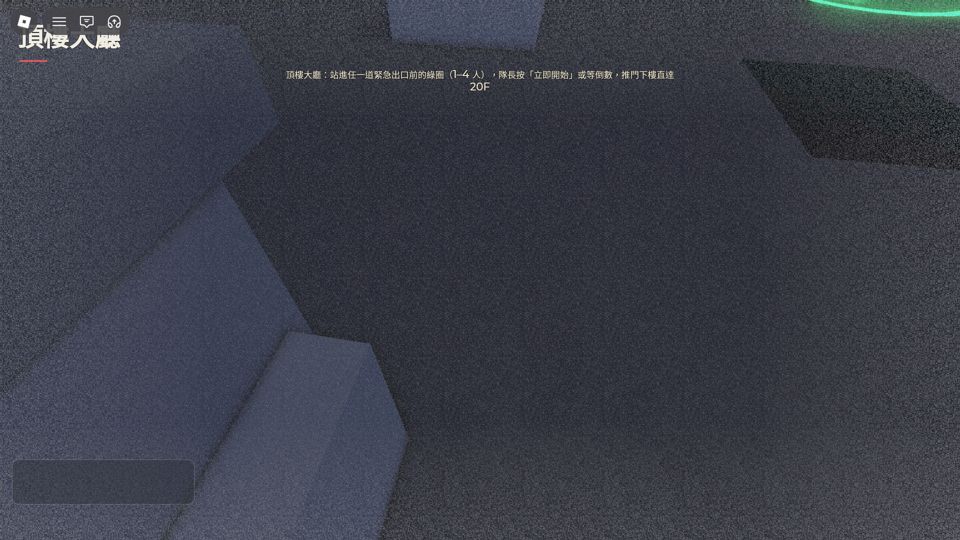 頂樓大廳
頂樓大廳：站進任一道緊急出口前的綠圈（1–4 人），隊長按「立即開始」或等倒數，推門下樓直達
20F